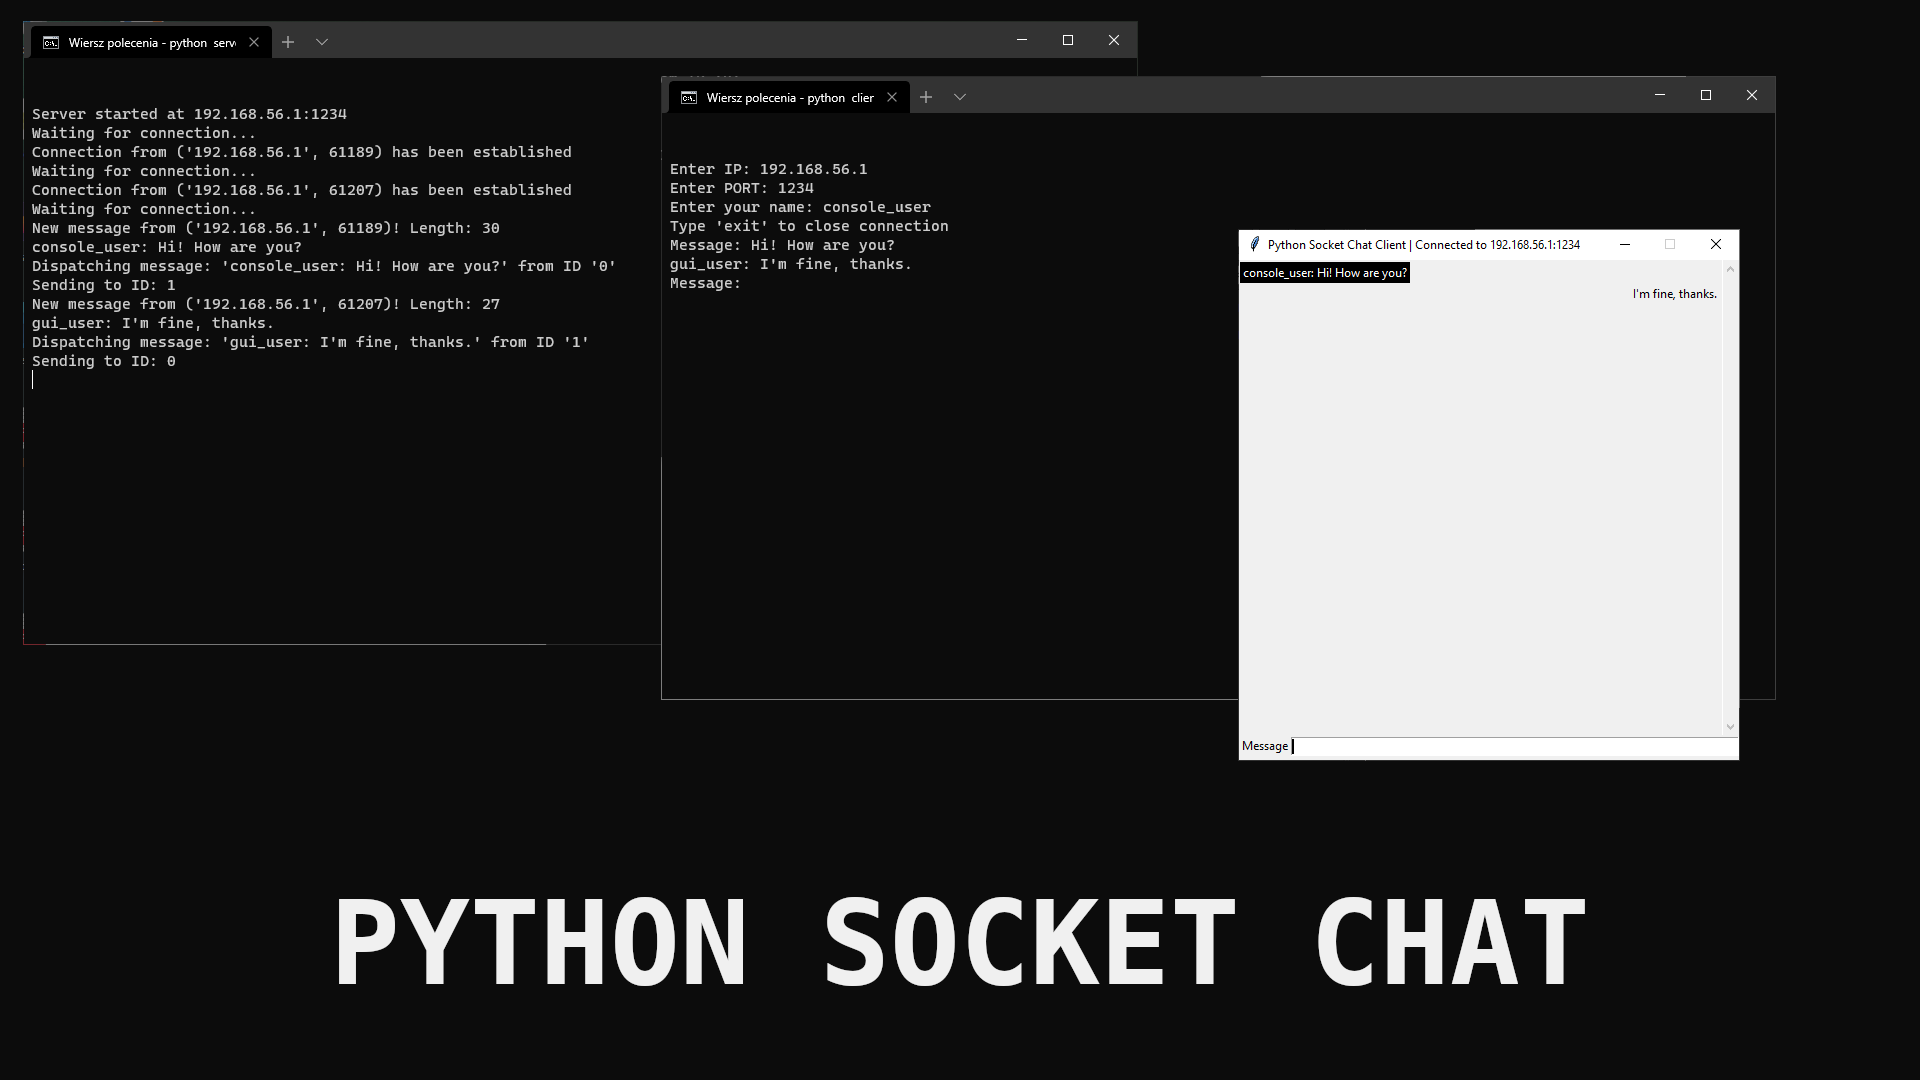 Wiersz polecenia - python serv
Server started at 192.168.56.1:1234
Waiting for connection...
Connection from ('192.168.56.1', 61189) has been established
Waiting for connection...
Connection from ('192.168.56.1', 61207) has been established
Waiting for connection...
New message from ('192.168.56.1', 61189)! Length: 30
console_user: Hi! How are you?
Dispatching message: 'console_user: Hi! How are you?' from ID '0'
Sending to ID: 1
New message from ('192.168.56.1', 61207)! Length: 27
gui_user: I'm fine, thanks.
Dispatching message: 'gui_user: I'm fine, thanks.' from ID '1'
Sending to ID: 0
Wiersz polecenia - python clier
Enter IP: 192.168.56.1
Enter PORT: 1234
Enter your name: console_user
Type 'exit' to close connection
Message: Hi! How are you?
gui_user: I'm fine, thanks.
Message:
Python Socket Chat Client | Connected to 192.168.56.1:1234
console_user: Hi! How are you?
I'm fine, thanks.
Message
PYTHON SOCKET CHAT